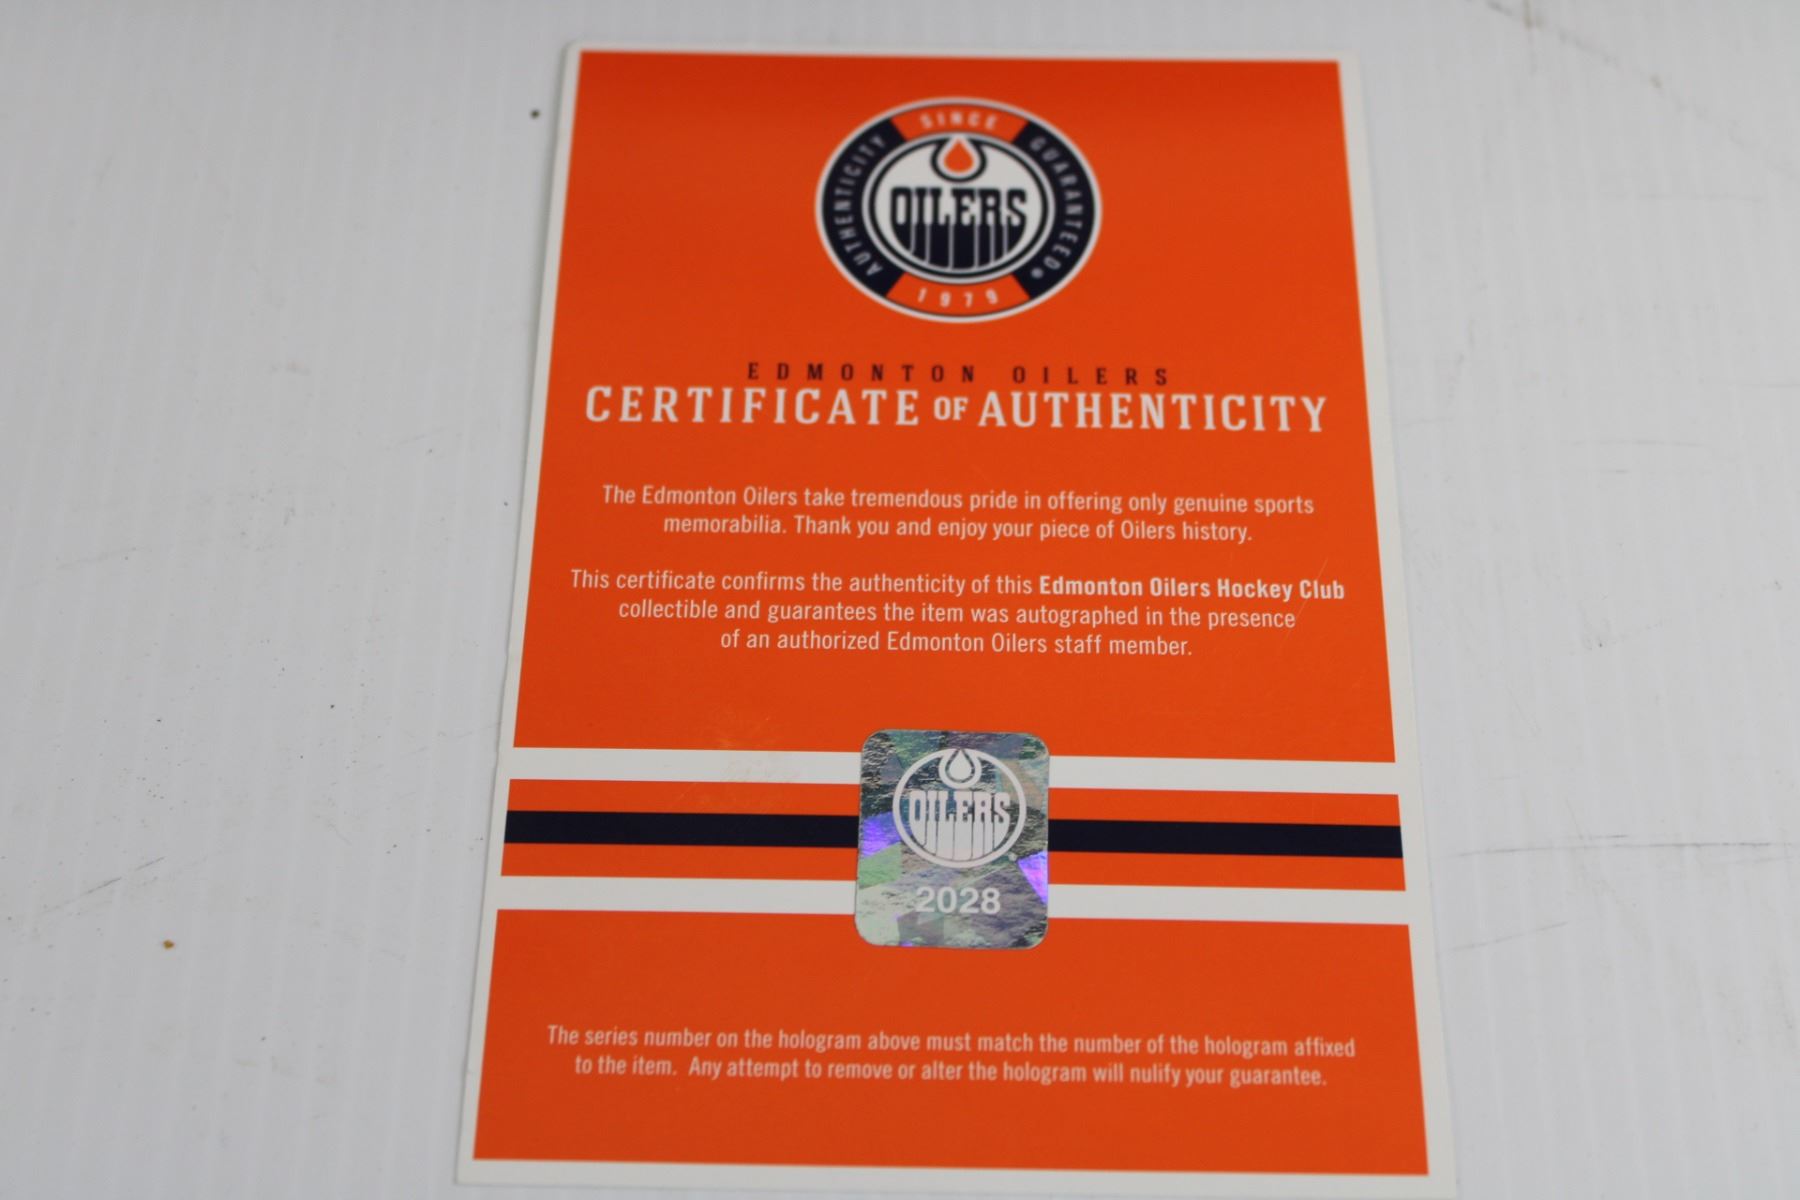 SINCE
AUTHENTICITY
GUARANTEED®
OILERS
1979
EDMONTON OILERS
CERTIFICATE OF AUTHENTICITY
The Edmonton Oilers take tremendous pride in offering only genuine sports
memorabilia. Thank you and enjoy your piece of Oilers history.
This certificate confirms the authenticity of this Edmonton Oilers Hockey Club
collectible and guarantees the item was autographed in the presence
of an authorized Edmonton Oilers staff member.
OILERS
2028
The series number on the hologram above must match the number of the hologram affixed
to the item. Any attempt to remove or alter the hologram will nulify your guarantee.